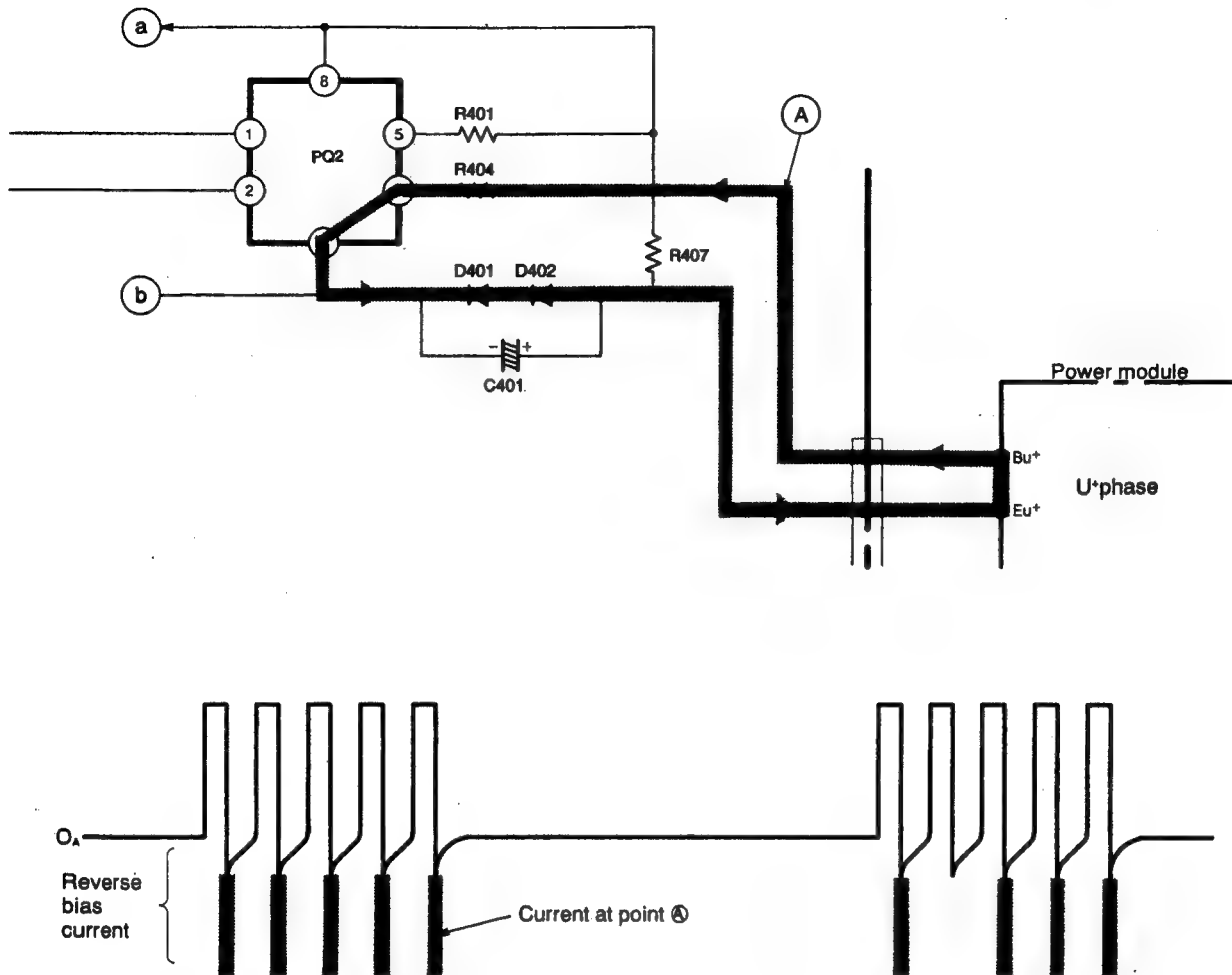 a
8
R401
A
1
5
PQ2
R404
2
R407
D401 D402
b
- +
C401
Power module
Bu+
U+phase
Eu+
OA
Reverse
bias
current
Current at point Ⓐ